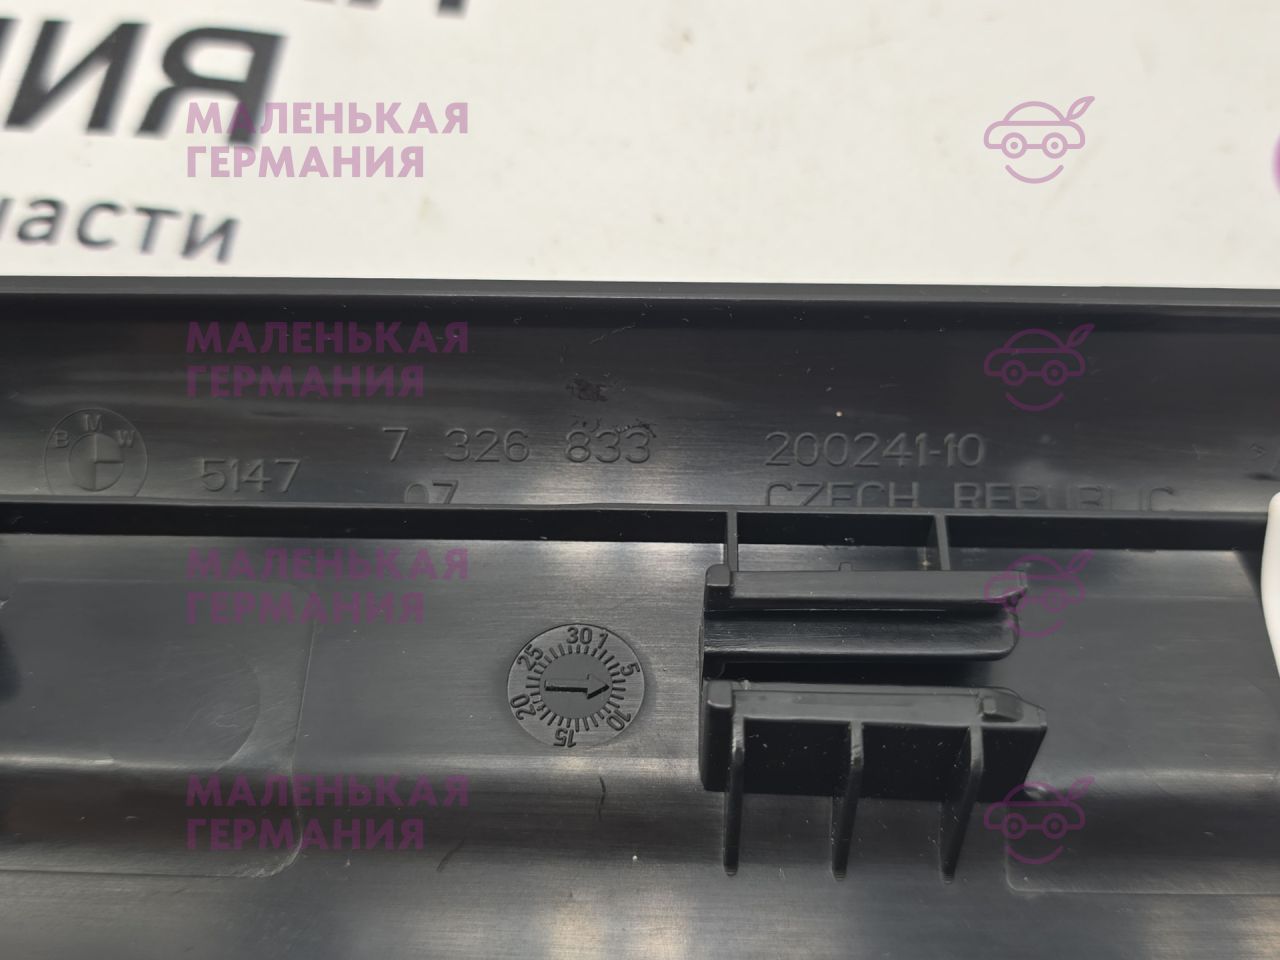 ИЯ
части
МАЛЕНЬКАЯ
ГЕРМАНИЯ
МАЛЕНЬКАЯ
ГЕРМАНИЯ
BMW
5147
7 326 833
07
200241-10
CZECH REPUBLIC
МАЛЕНЬКАЯ
ГЕРМАНИЯ
30 1 5 10 15 20 25
МАЛЕНЬКАЯ
ГЕРМАНИЯ